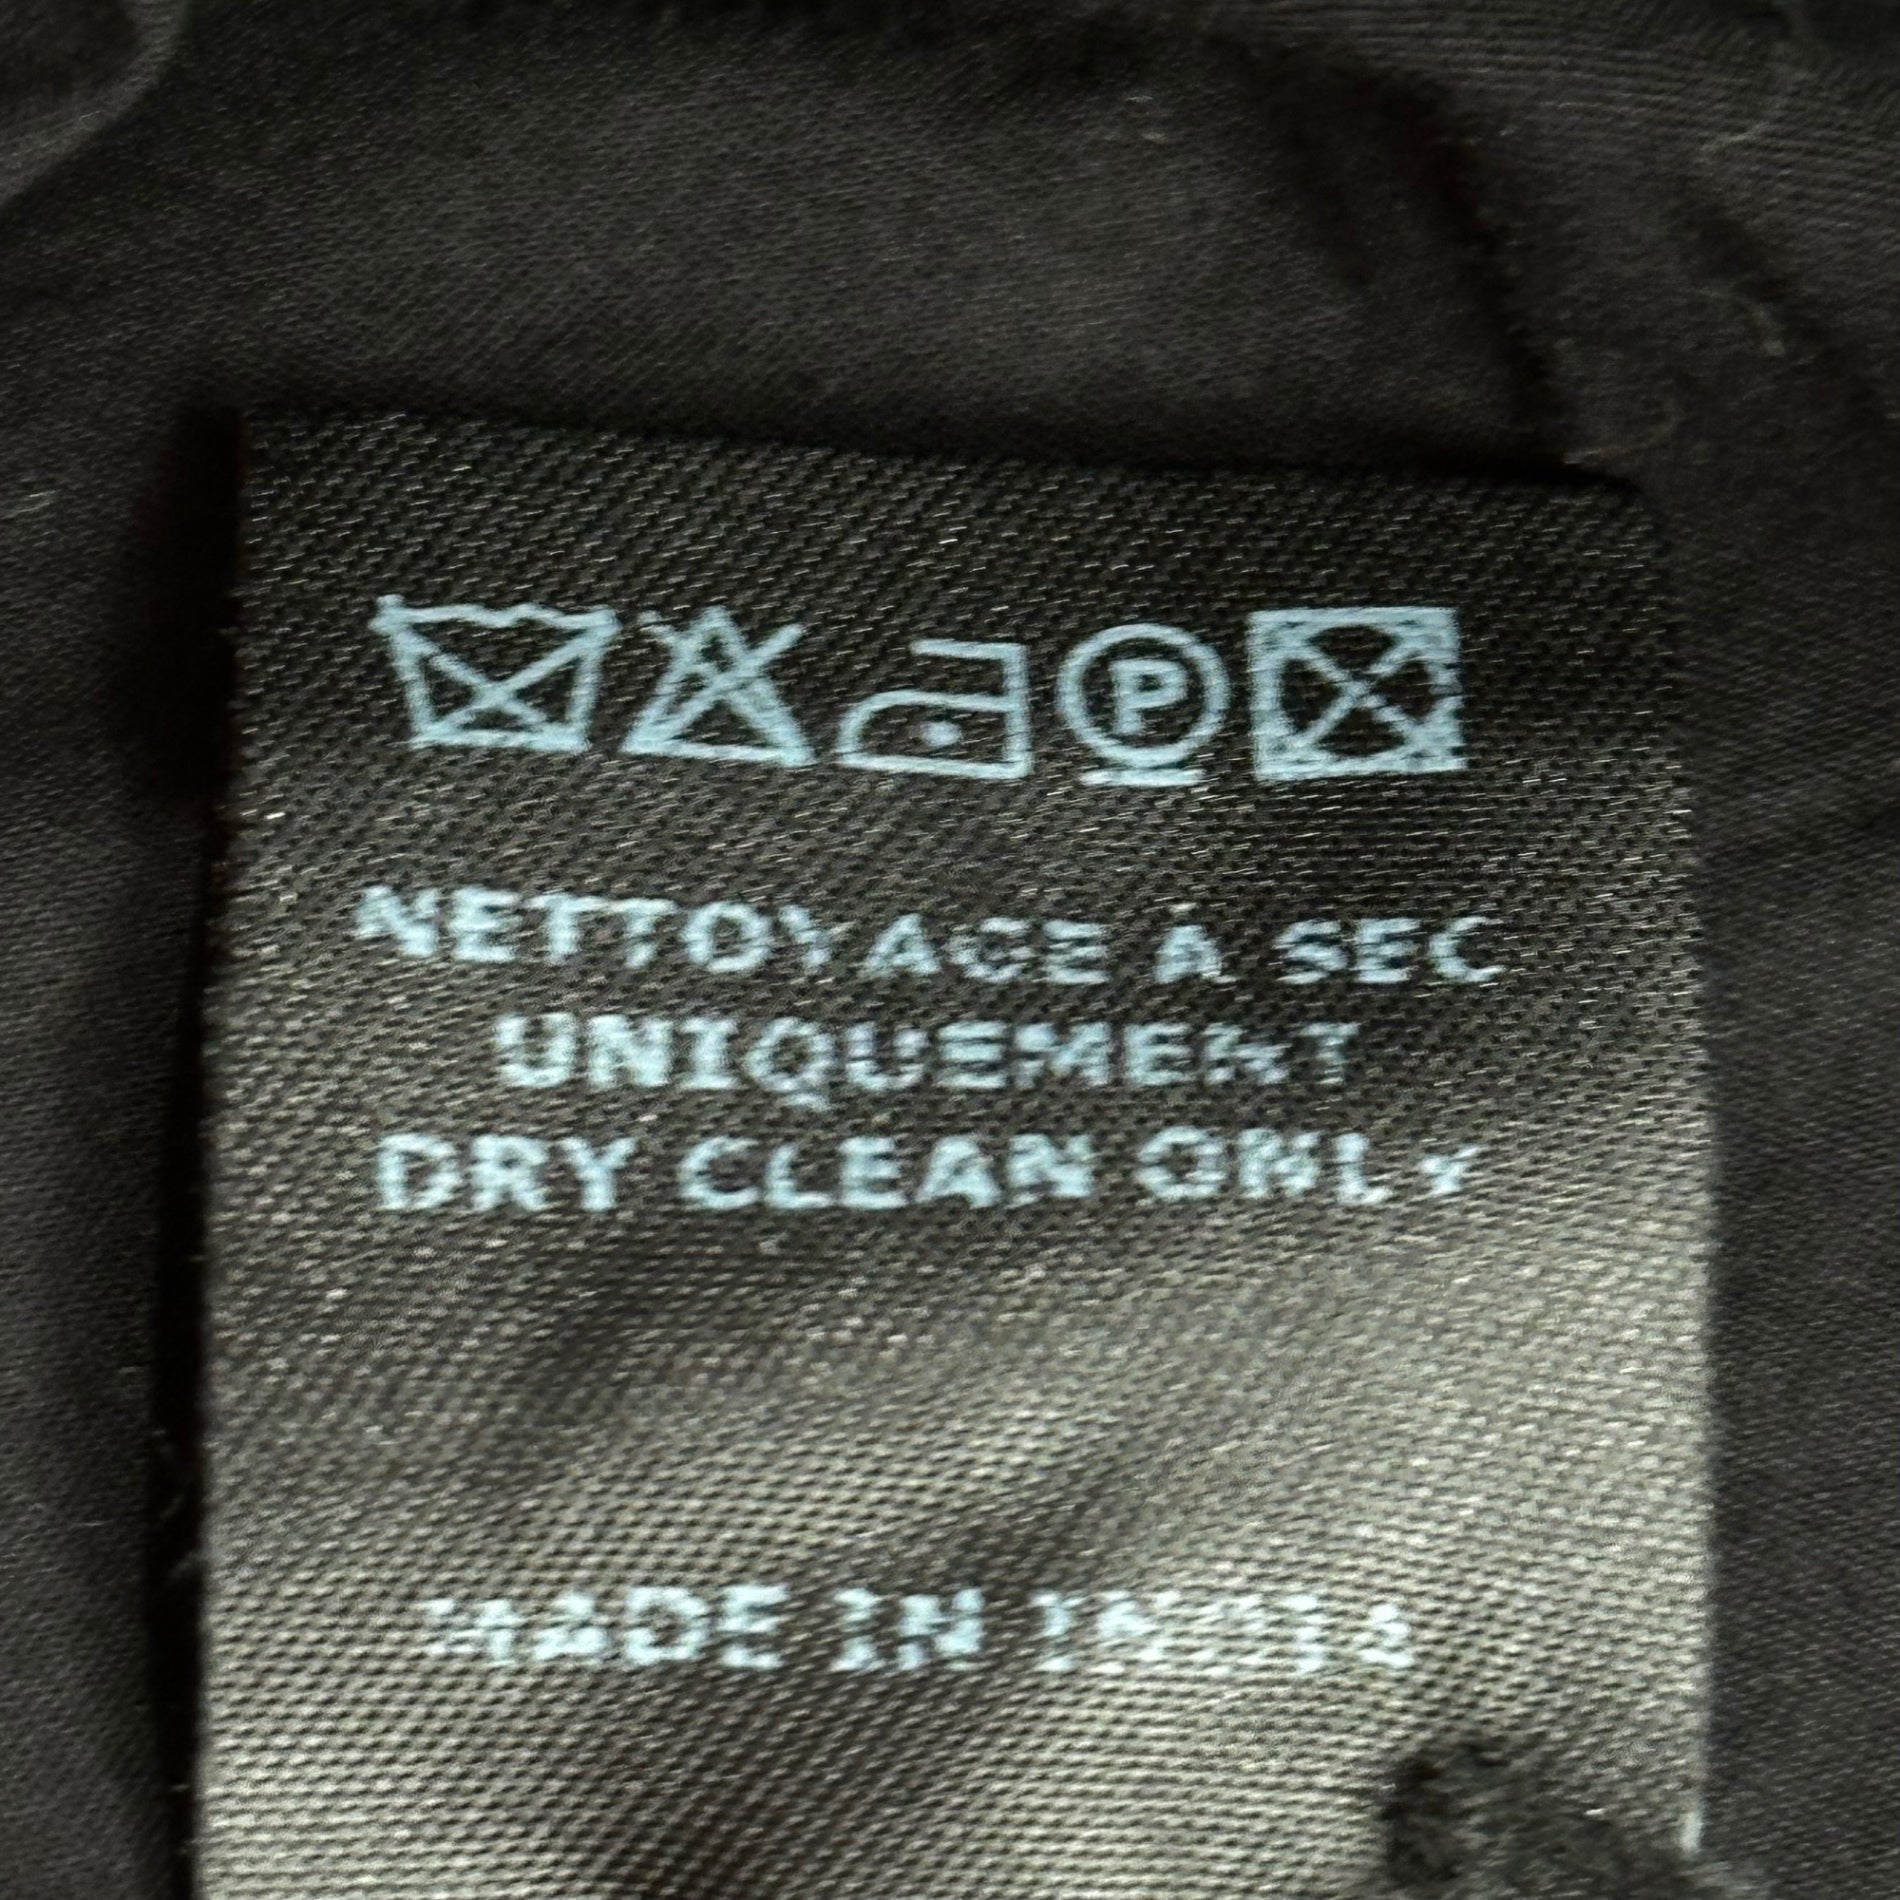 P
NETTOYAGE À SEC
UNIQUEMENT
DRY CLEAN ONLY
MADE IN INDIA